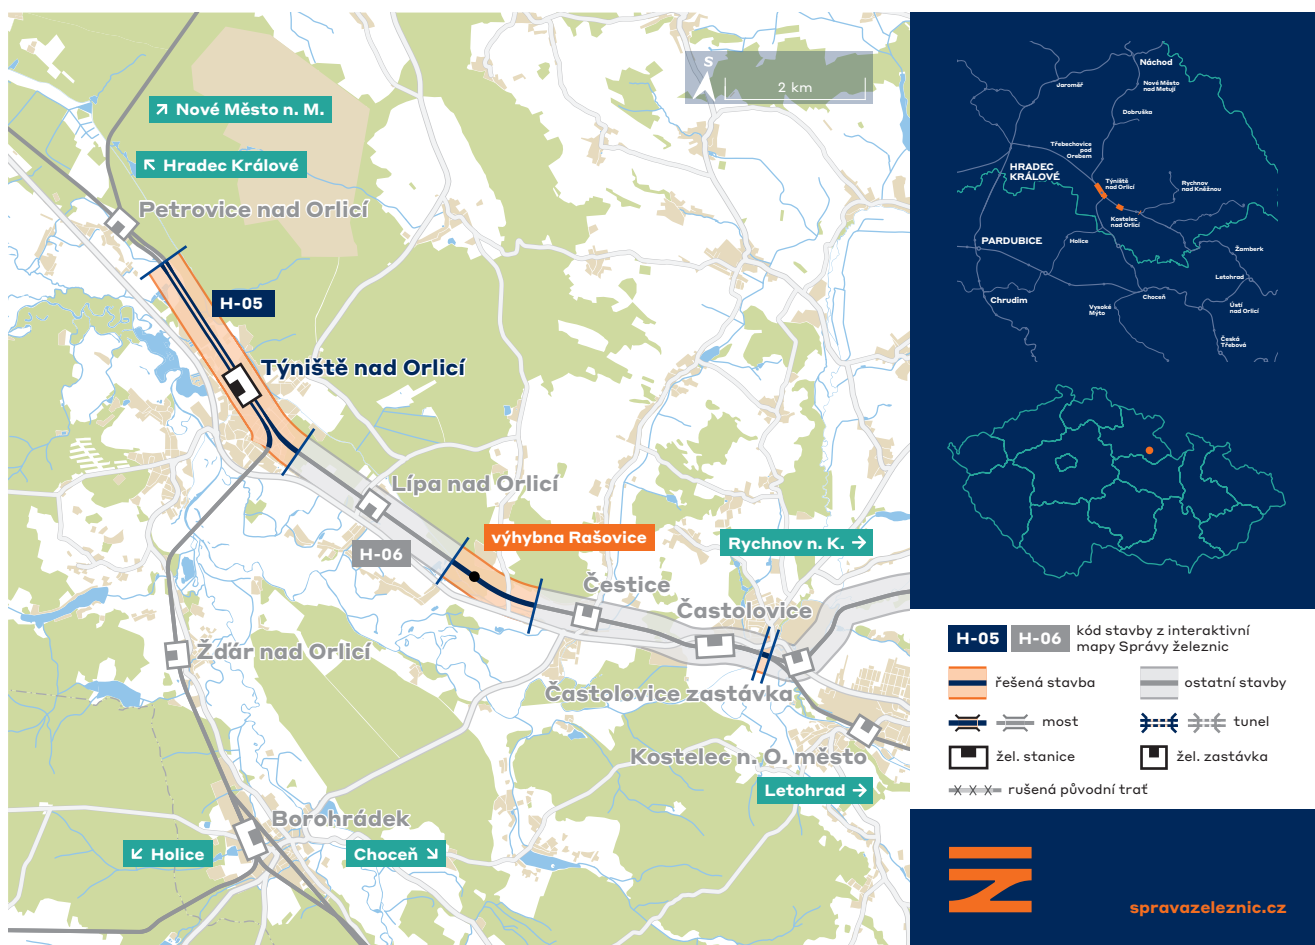 S
2 km
↗ Nové Město n. M.
↖ Hradec Králové
Petrovice nad Orlicí
H-05
Týniště nad Orlicí
Lípa nad Orlicí
výhybna Rašovice
H-06
Rychnov n. K. →
Čestice
Častolovice
Žďár nad Orlicí
Častolovice zastávka
Kostelec n. O. město
Letohrad →
Borohrádek
↙ Holice
Choceň ↘
Náchod
Jaroměř
Nové Město
nad Metují
Dobruška
Třebechovice
pod
Orebem
HRADEC
KRÁLOVÉ
Týniště
nad Orlicí
Rychnov
nad Kněžnou
Kostelec
nad Orlicí
PARDUBICE
Holice
Žamberk
Letohrad
Chrudim
Vysoké
Mýto
Choceň
Ústí
nad Orlicí
Česká
Třebová
H-05 H-06 kód stavby z interaktivní
mapy Správy železnic
řešená stavba
ostatní stavby
most
tunel
žel. stanice
žel. zastávka
rušená původní trať
spravazeleznic.cz